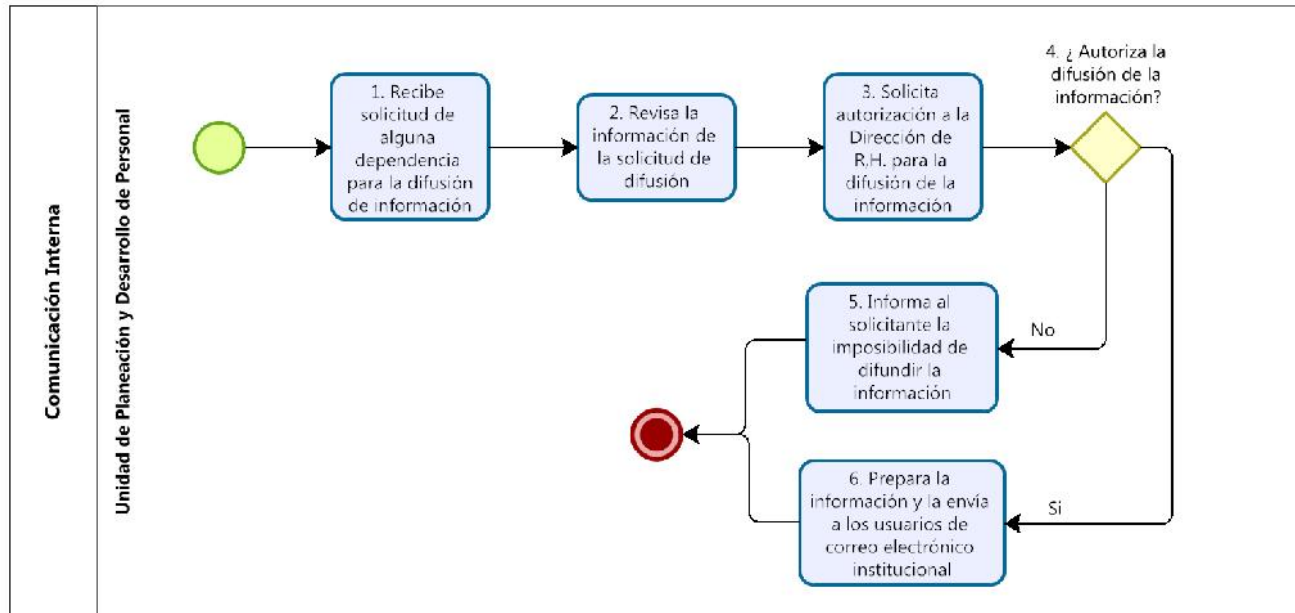 Comunicación Interna
Unidad de Planeación y Desarrollo de Personal
1. Recibe
solicitud de
alguna
dependencia
para la difusión
de información
2. Revisa la
información de
la solicitud de
difusión
3. Solicita
autorización a la
Dirección de
R.H. para la
difusión de la
información
4. ¿ Autoriza la
difusión de la
información?
No
5. Informa al
solicitante la
imposibilidad de
difundir la
información
Si
6. Prepara la
información y la envía
a los usuarios de
correo electrónico
institucional